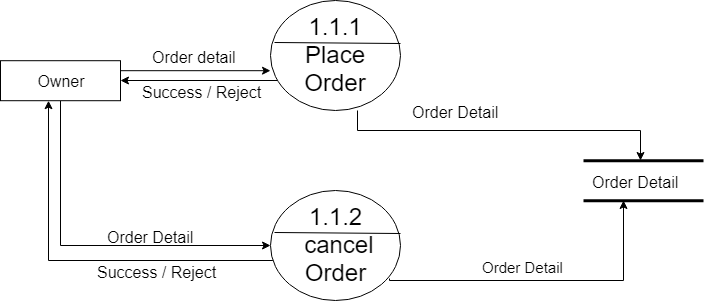 1.1.1
Place
Order
Order detail
Owner
Success / Reject
Order Detail
Order Detail
1.1.2
cancel
Order
Order Detail
Success / Reject
Order Detail